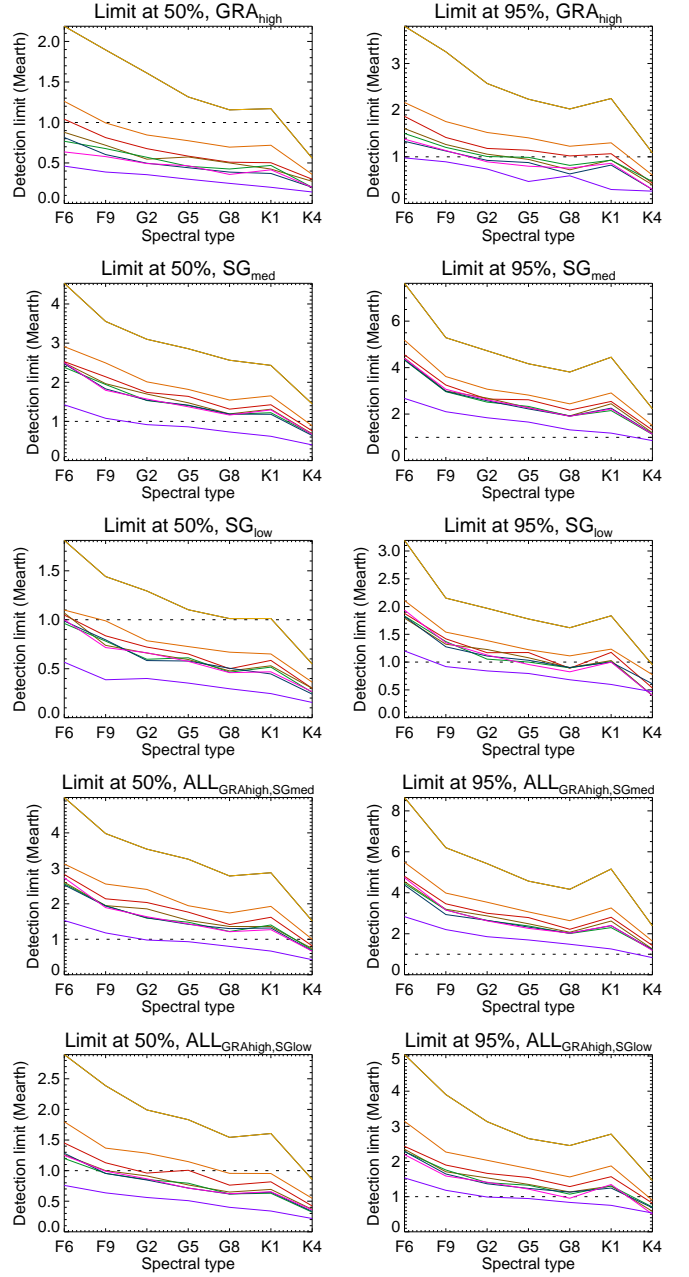 Limit at 50%, GRAhigh
Detection limit (Mearth)
2.0
1.5
1.0
0.5
0.0
F6 F9 G2 G5 G8 K1 K4
Spectral type
Limit at 95%, GRAhigh
Detection limit (Mearth)
3
2
1
0
F6 F9 G2 G5 G8 K1 K4
Spectral type
Limit at 50%, SGmed
Detection limit (Mearth)
4
3
2
1
0
F6 F9 G2 G5 G8 K1 K4
Spectral type
Limit at 95%, SGmed
Detection limit (Mearth)
6
4
2
0
F6 F9 G2 G5 G8 K1 K4
Spectral type
Limit at 50%, SGlow
Detection limit (Mearth)
1.5
1.0
0.5
0.0
F6 F9 G2 G5 G8 K1 K4
Spectral type
Limit at 95%, SGlow
Detection limit (Mearth)
3.0
2.5
2.0
1.5
1.0
0.5
0.0
F6 F9 G2 G5 G8 K1 K4
Spectral type
Limit at 50%, ALLGRAhigh,SGmed
Detection limit (Mearth)
4
3
2
1
0
F6 F9 G2 G5 G8 K1 K4
Spectral type
Limit at 95%, ALLGRAhigh,SGmed
Detection limit (Mearth)
8
6
4
2
0
F6 F9 G2 G5 G8 K1 K4
Spectral type
Limit at 50%, ALLGRAhigh,SGlow
Detection limit (Mearth)
2.5
2.0
1.5
1.0
0.5
0.0
F6 F9 G2 G5 G8 K1 K4
Spectral type
Limit at 95%, ALLGRAhigh,SGlow
Detection limit (Mearth)
5
4
3
2
1
0
F6 F9 G2 G5 G8 K1 K4
Spectral type